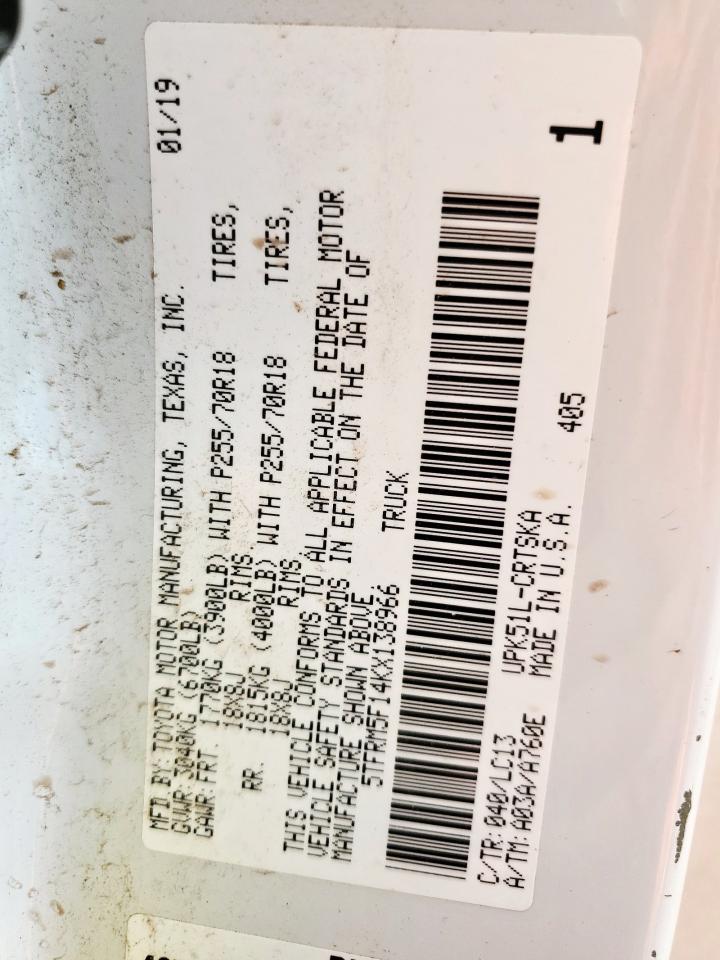 01/19
MFD BY: TOYOTA MOTOR MANUFACTURING, TEXAS, INC.
GVWR: 3040KG (6700LB)
GAWR: FRT. 1770KG (3900LB) WITH P255/70R18 TIRES,
18X8J RIMS
RR. 1815KG (4000LB) WITH P255/70R18 TIRES,
18X8J RIMS
THIS VEHICLE CONFORMS TO ALL APPLICABLE FEDERAL MOTOR
VEHICLE SAFETY STANDARDS IN EFFECT ON THE DATE OF
MANUFACTURE SHOWN ABOVE.
5TFRM5F14KX138966 TRUCK
1
C/TR: 040/LC13 UPK51L-CRTSKA 405
A/TM: A03A/A760E MADE IN U.S.A.